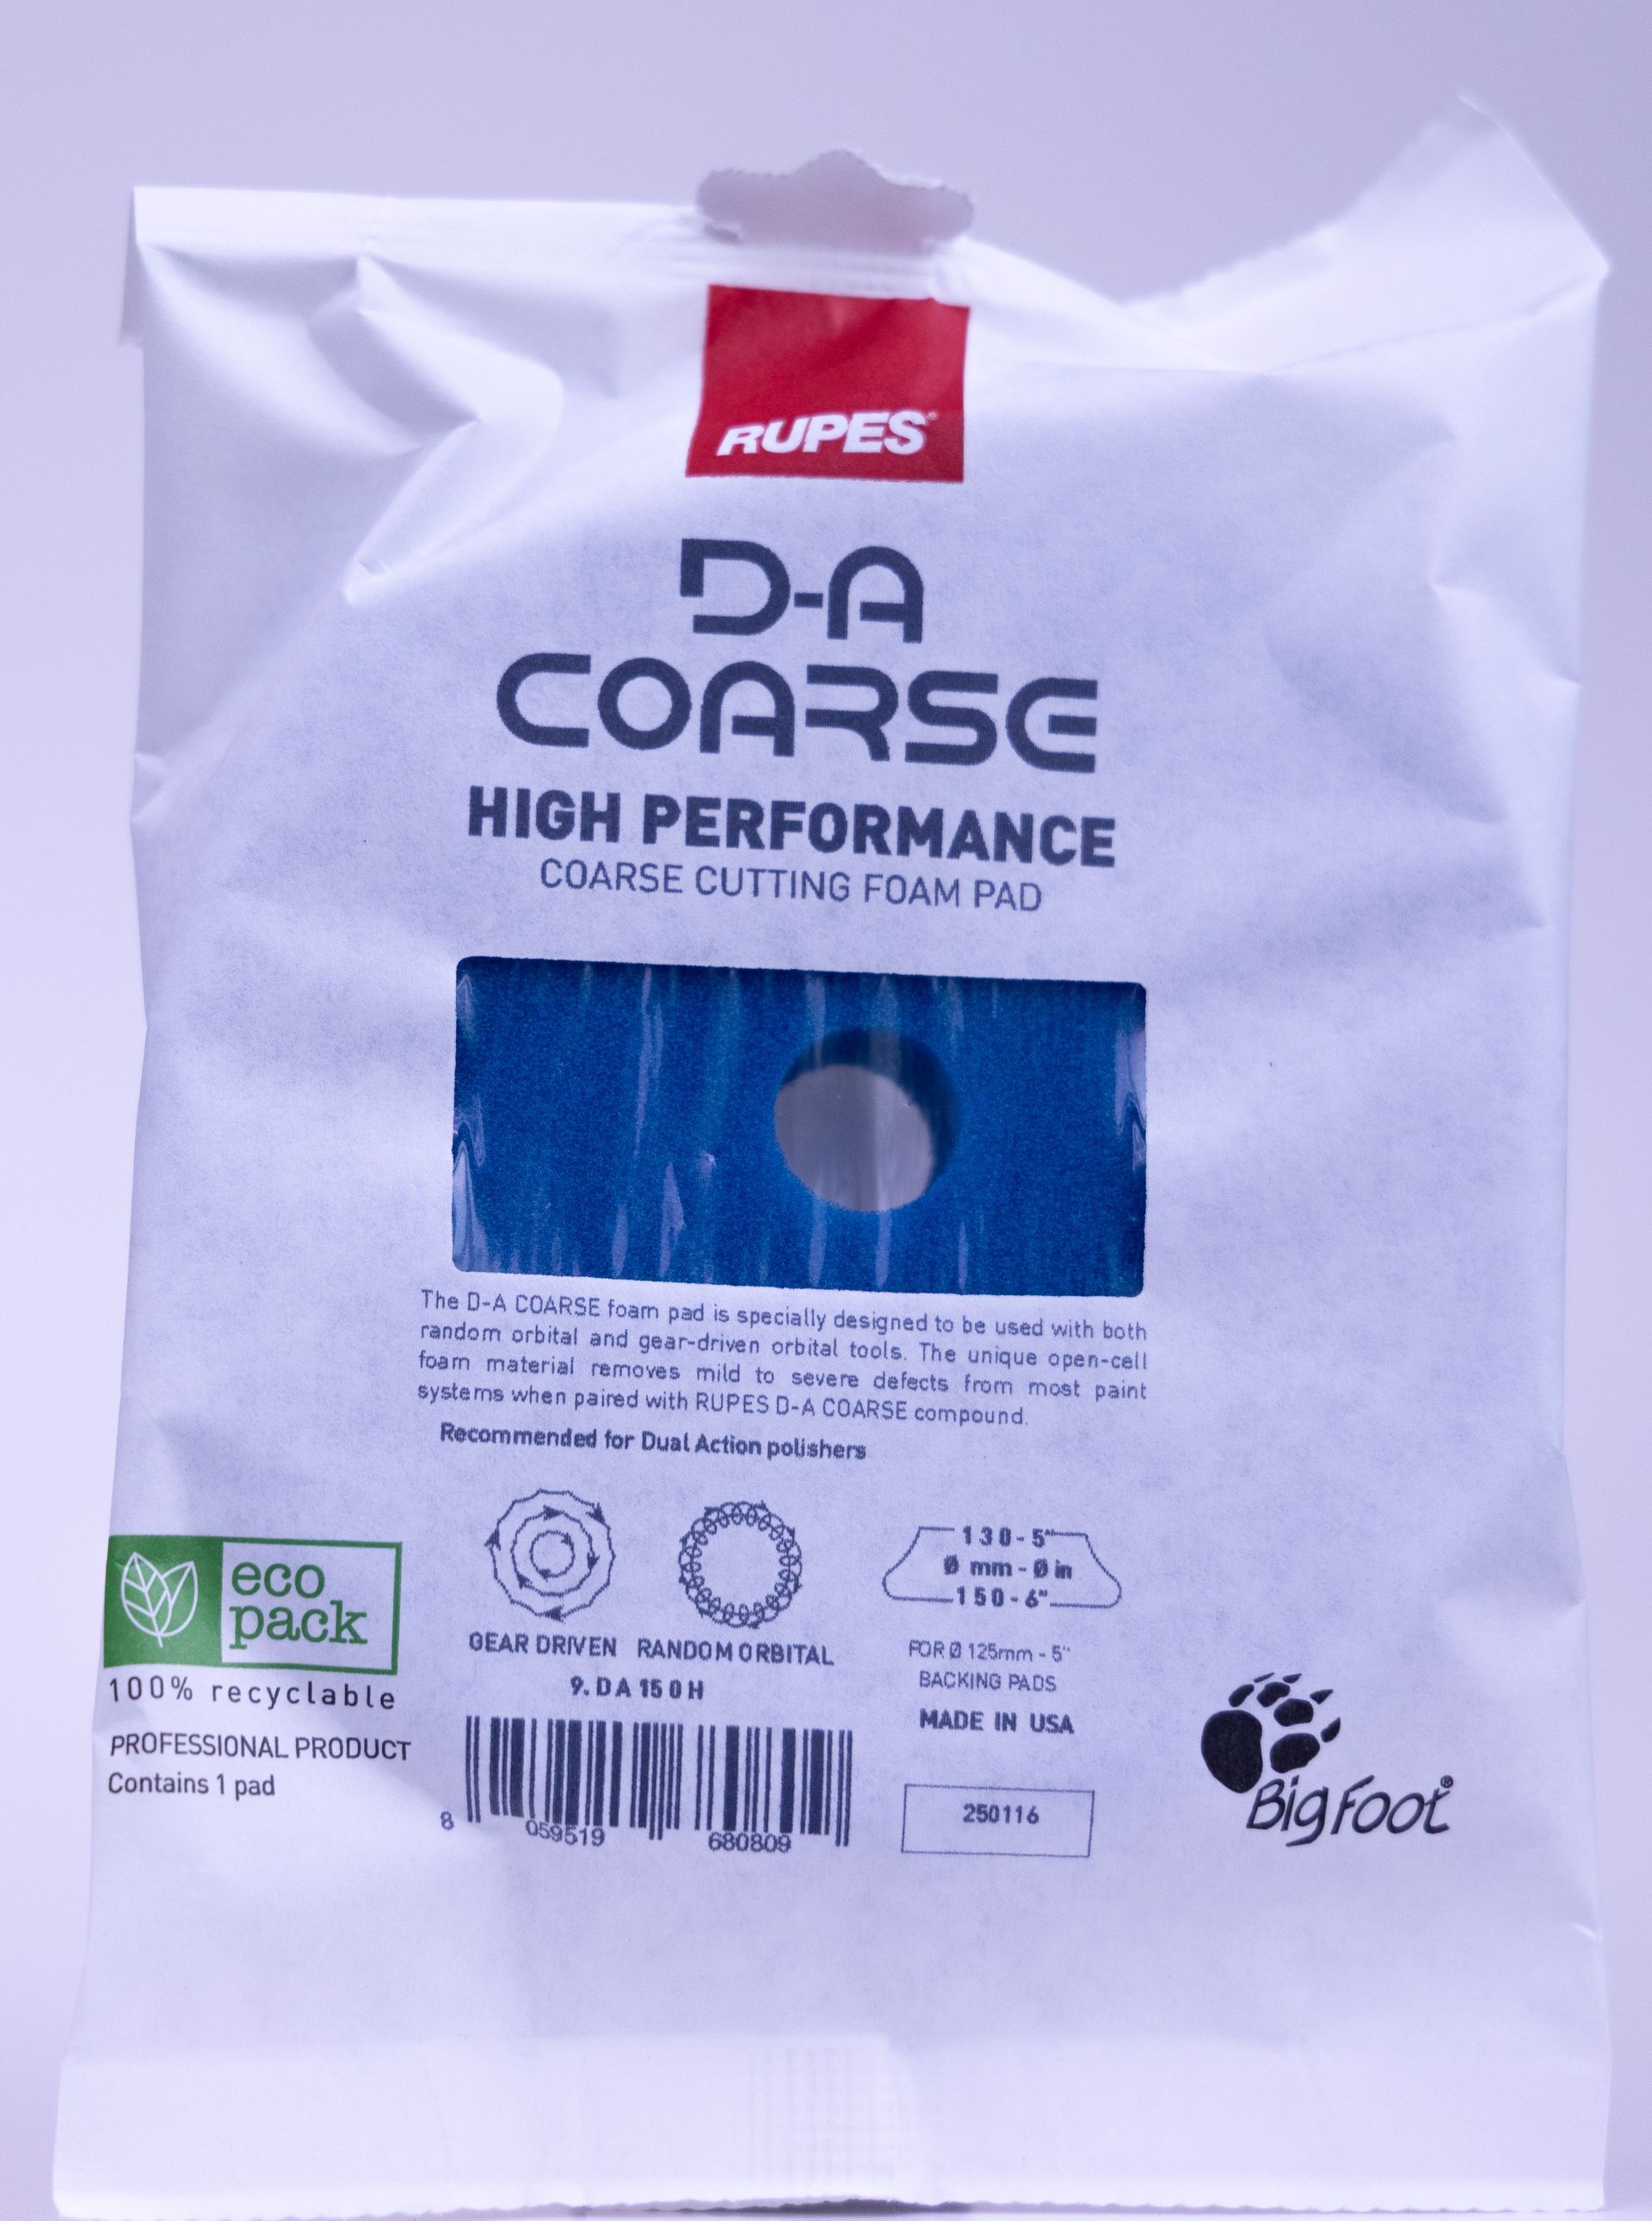 RUPES®
D-A
COARSE
HIGH PERFORMANCE
COARSE CUTTING FOAM PAD
The D-A COARSE foam pad is specially designed to be used with both
random orbital and gear-driven orbital tools. The unique open-cell
foam material removes mild to severe defects from most paint
systems when paired with RUPES D-A COARSE compound.
Recommended for Dual Action polishers
eco
pack
100% recyclable
PROFESSIONAL PRODUCT
Contains 1 pad
GEAR DRIVEN
RANDOM ORBITAL
9.DA150H
8 059519 680809
130-5"
Ø mm - Ø in
150-6"
FOR Ø 125mm - 5"
BACKING PADS
MADE IN USA
250116
BigFoot®